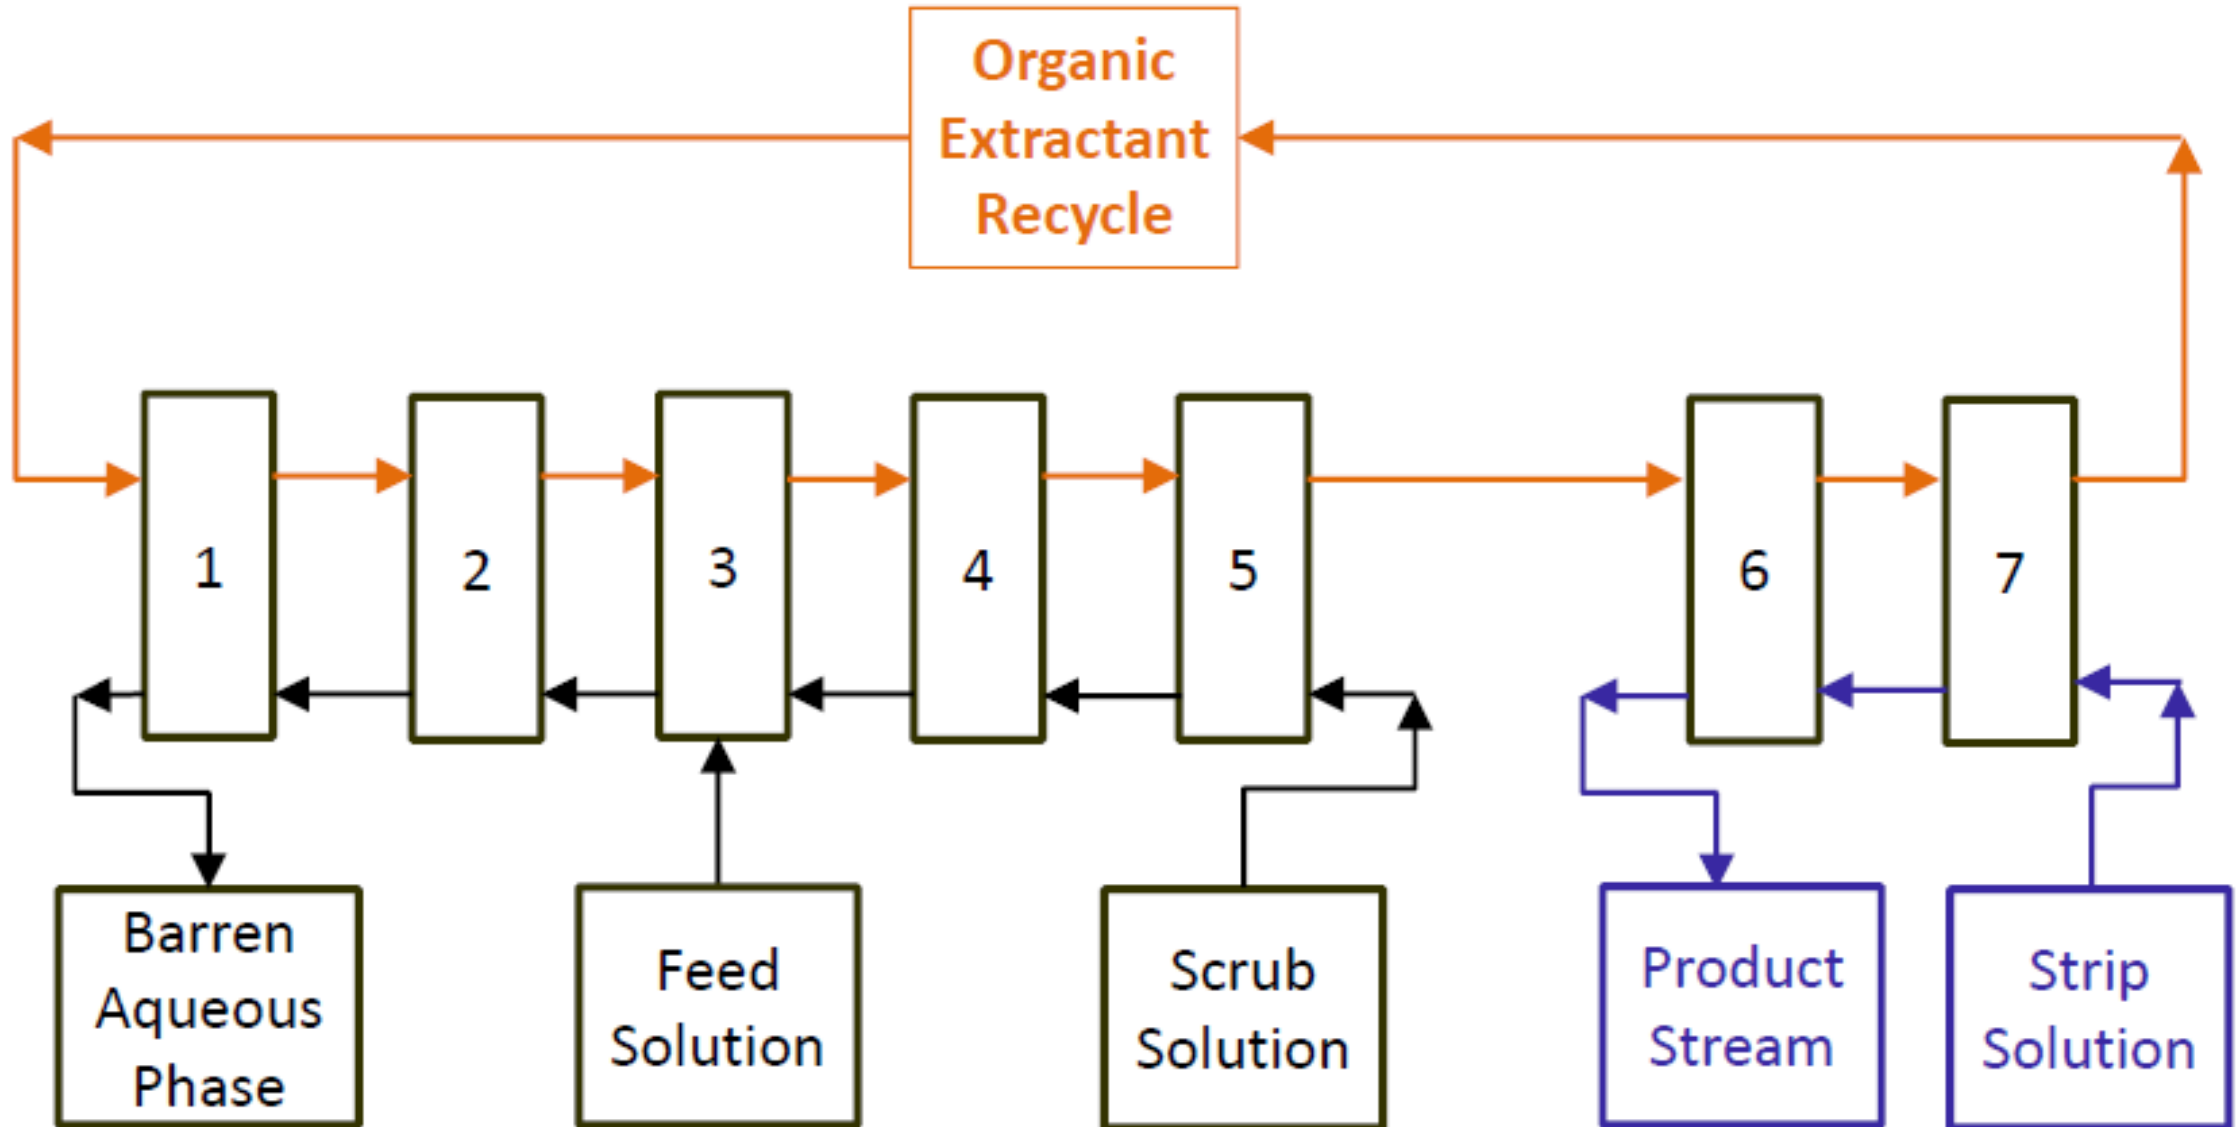 Organic
Extractant
Recycle
1
2
3
4
5
6
7
Barren
Aqueous
Phase
Feed
Solution
Scrub
Solution
Product
Stream
Strip
Solution